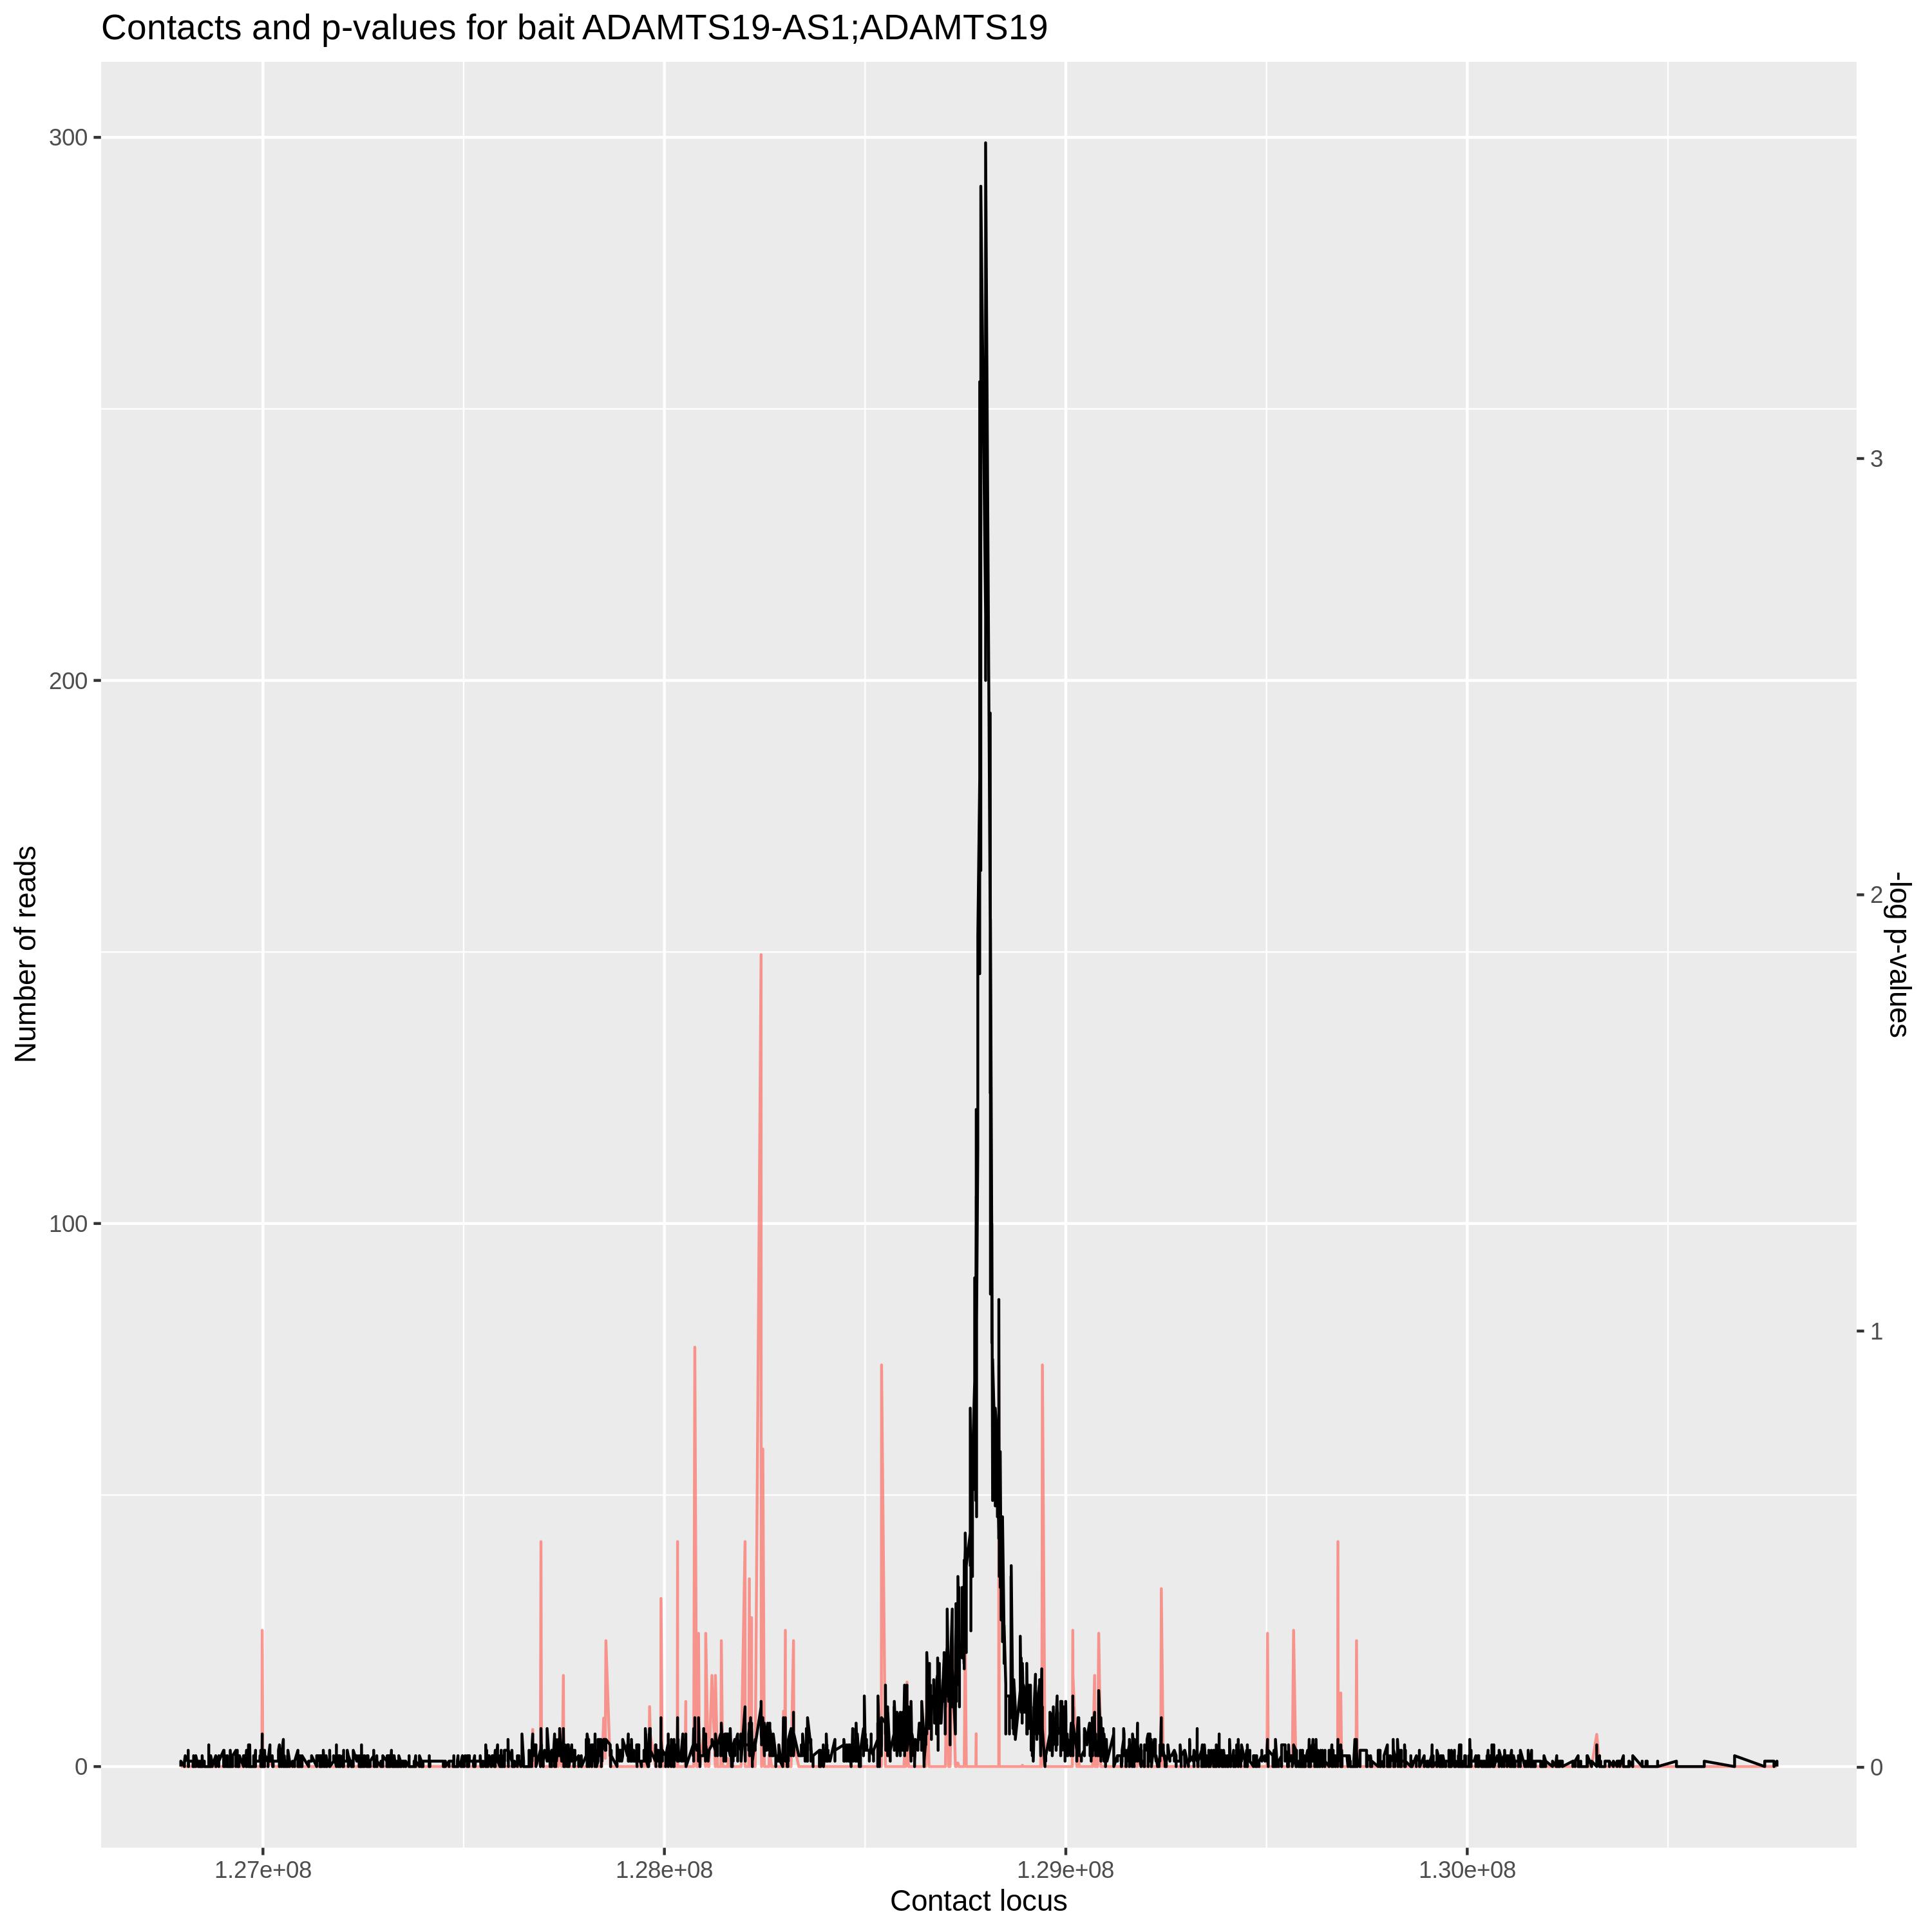 Contacts and p-values for bait ADAMTS19-AS1;ADAMTS19
300
200
100
0
Number of reads
3
2
1
0
-log p-values
1.27e+08 1.28e+08 1.29e+08 1.30e+08
Contact locus